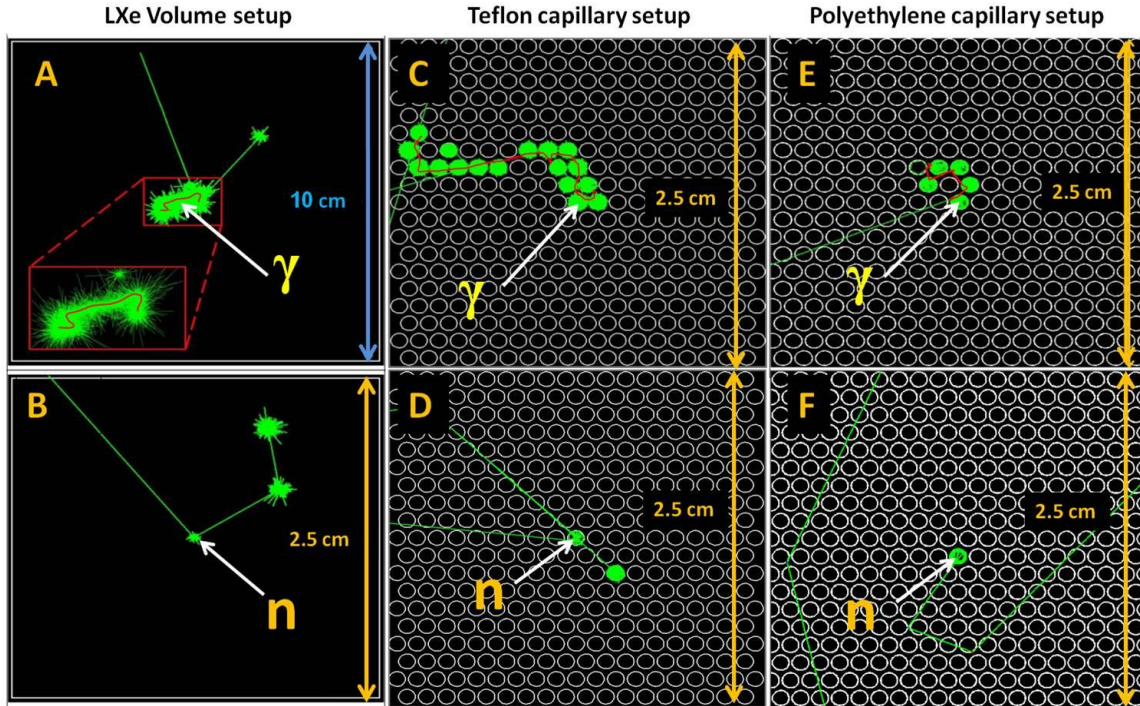 LXe Volume setup
Teflon capillary setup
Polyethylene capillary setup
A
10 cm
γ
C
2.5 cm
γ
E
2.5 cm
γ
B
2.5 cm
n
D
2.5 cm
n
F
2.5 cm
n